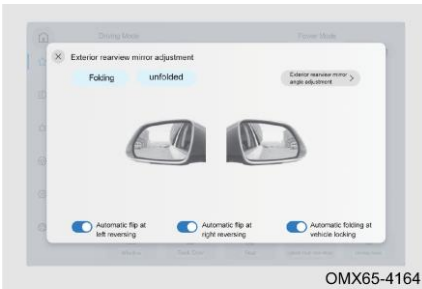 Driving Mode
Power Mode
Exterior rearview mirror adjustment
Folding
unfolded
Exterior rearview mirror
angle adjustment
Automatic flip at
left reversing
Automatic flip at
right reversing
Automatic folding at
vehicle locking
OMX65-4164